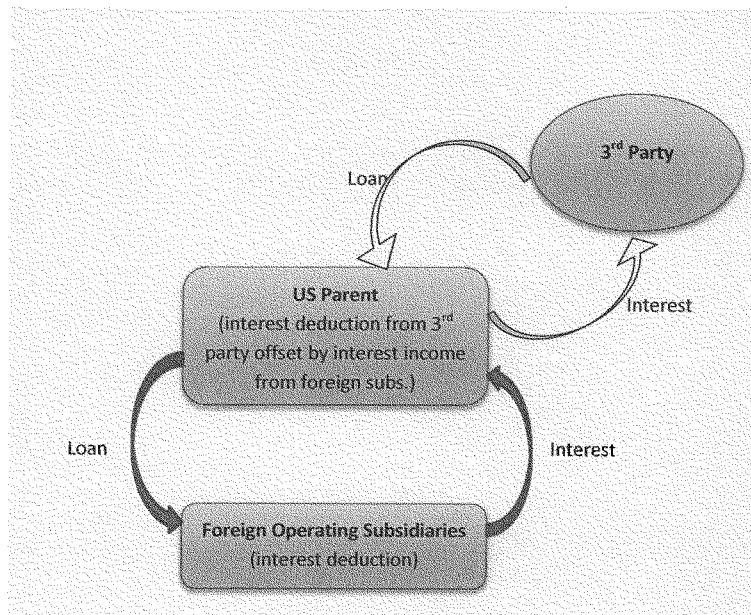 3rd Party
Loan
US Parent
(interest deduction from 3rd
party offset by interest income
from foreign subs.)
Interest
Loan
Interest
Foreign Operating Subsidiaries
(interest deduction)